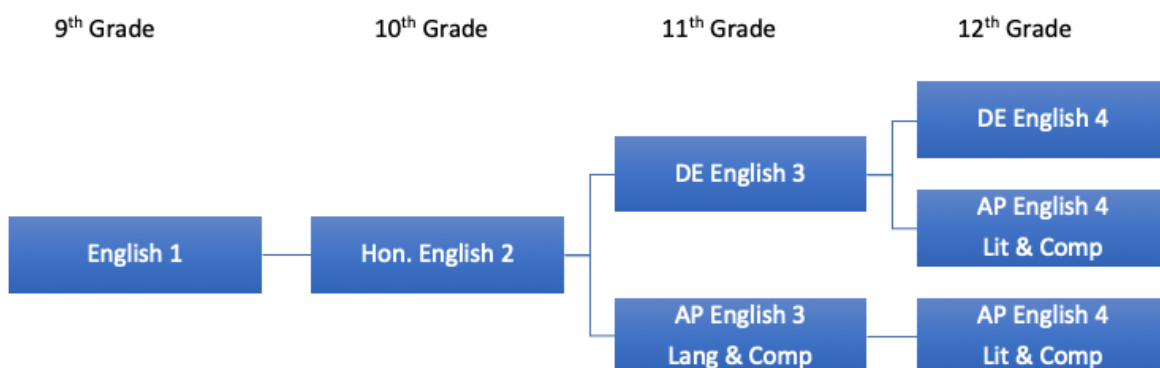 9th Grade
10th Grade
11th Grade
12th Grade
English 1
Hon. English 2
DE English 3
AP English 3
Lang & Comp
DE English 4
AP English 4
Lit & Comp
AP English 4
Lit & Comp